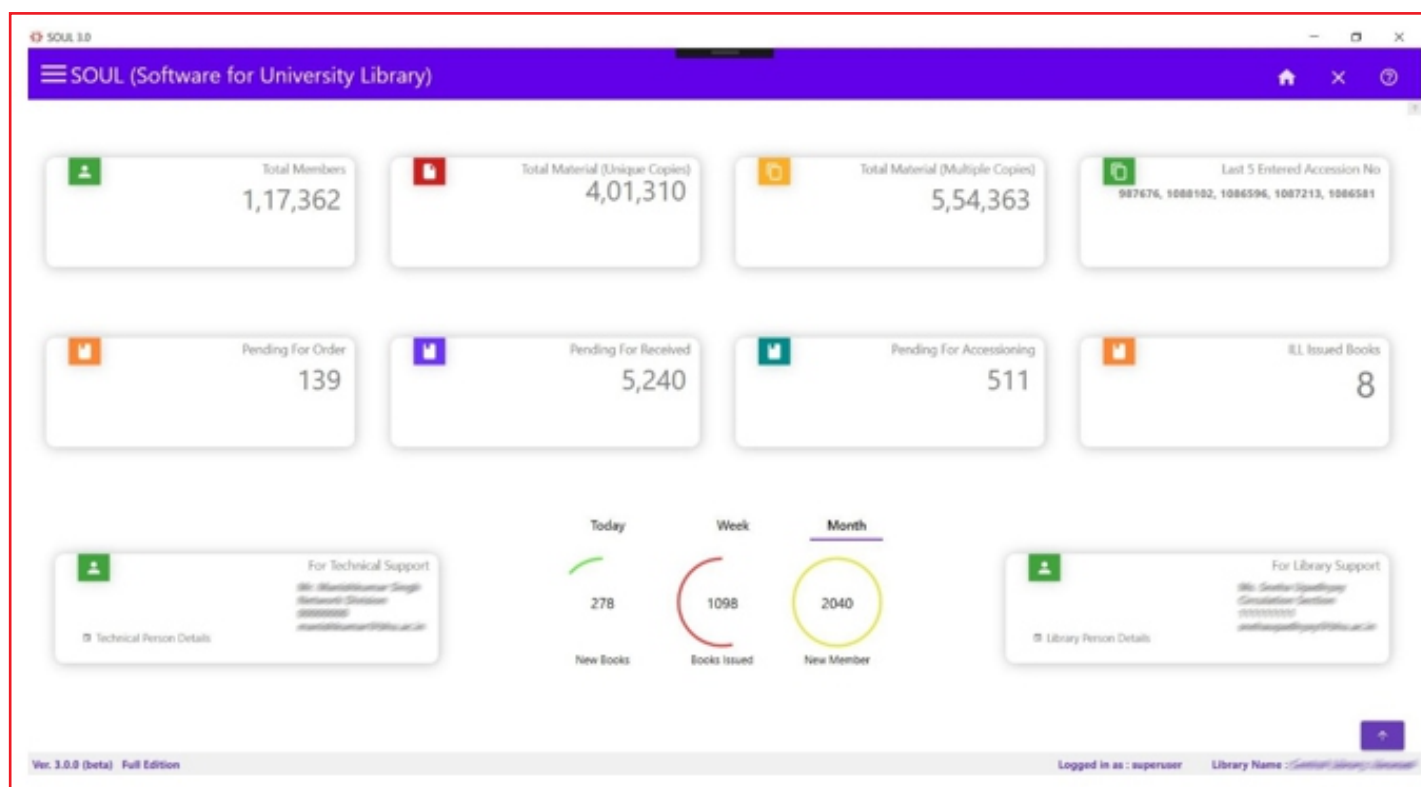 SOUL 3.0
SOUL (Software for University Library)
Total Members
1,17,362
Total Material (Unique Copies)
4,01,310
Total Material (Multiple Copies)
5,54,363
Last 5 Entered Accession No
987676, 1088102, 1086596, 1087213, 1086581
Pending For Order
139
Pending For Received
5,240
Pending For Accessioning
511
ILL Issued Books
8
For Technical Support
Technical Person Details
Today Week Month
278 1098 2040
New Books Books Issued New Member
For Library Support
Library Person Details
Ver. 3.0.0 (beta) Full Edition
Logged in as : superuser Library Name :